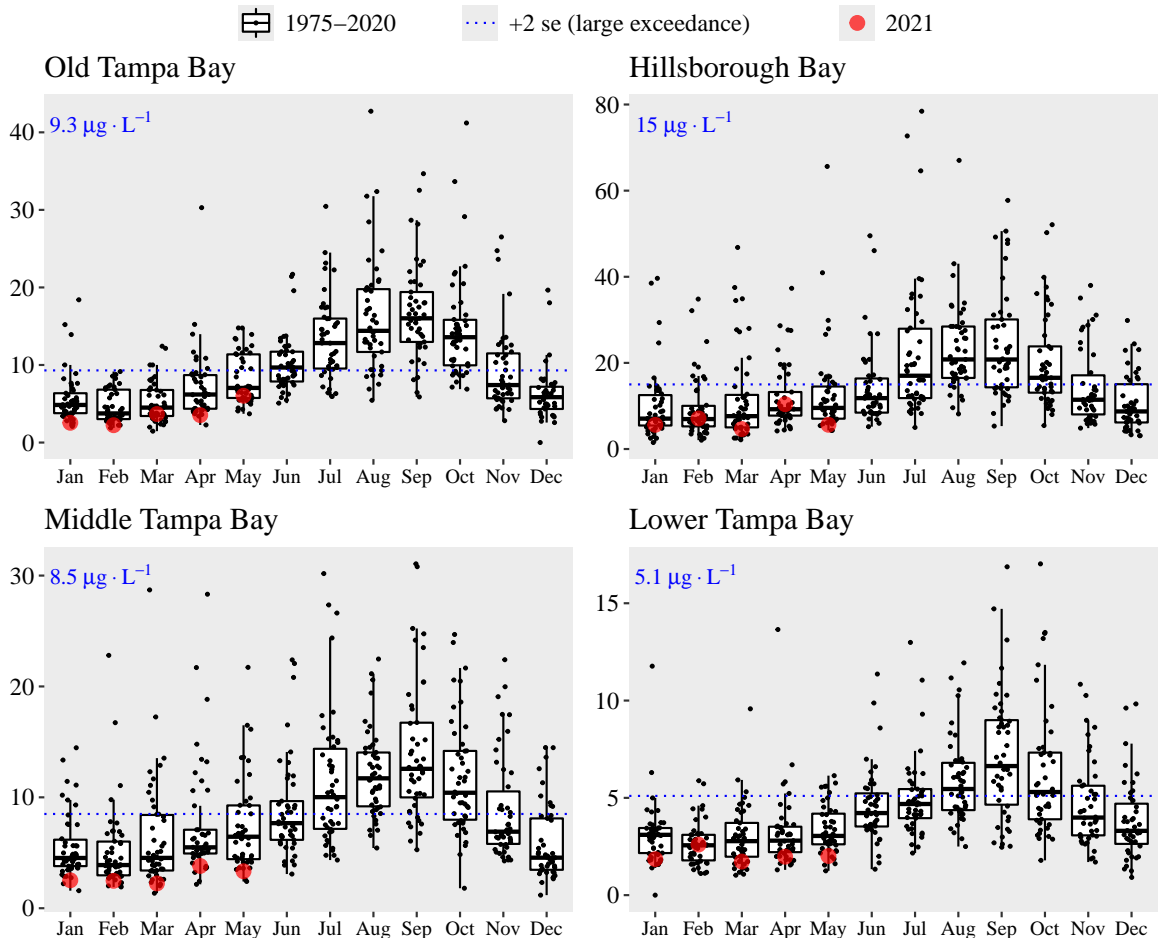 1975–2020 +2 se (large exceedance) 2021
Old Tampa Bay
9.3 μg · L⁻¹
40
30
20
10
0
Jan Feb Mar Apr May Jun Jul Aug Sep Oct Nov Dec
Hillsborough Bay
15 μg · L⁻¹
80
60
40
20
0
Jan Feb Mar Apr May Jun Jul Aug Sep Oct Nov Dec
Middle Tampa Bay
8.5 μg · L⁻¹
30
20
10
0
Jan Feb Mar Apr May Jun Jul Aug Sep Oct Nov Dec
Lower Tampa Bay
5.1 μg · L⁻¹
15
10
5
0
Jan Feb Mar Apr May Jun Jul Aug Sep Oct Nov Dec